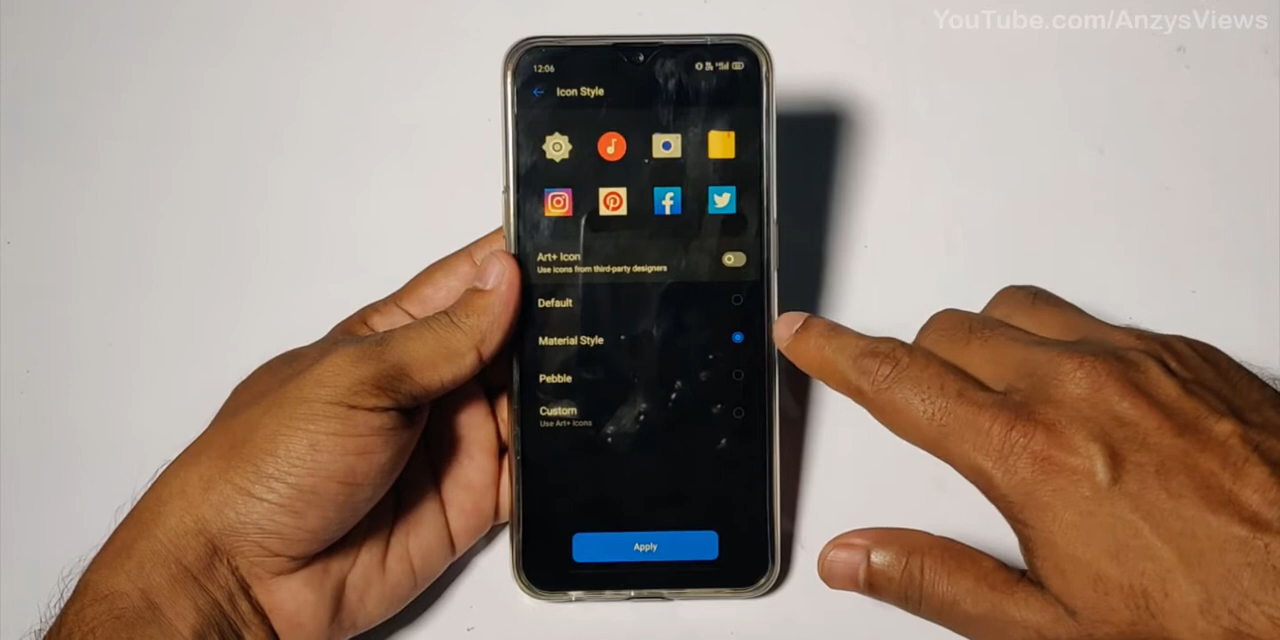 YouTube.com/AnzysViews
12:06
Icon Style
Art+ Icon
Use icons from third-party designers
Default
Material Style
Pebble
Custom
Use Art+ Icons
Apply